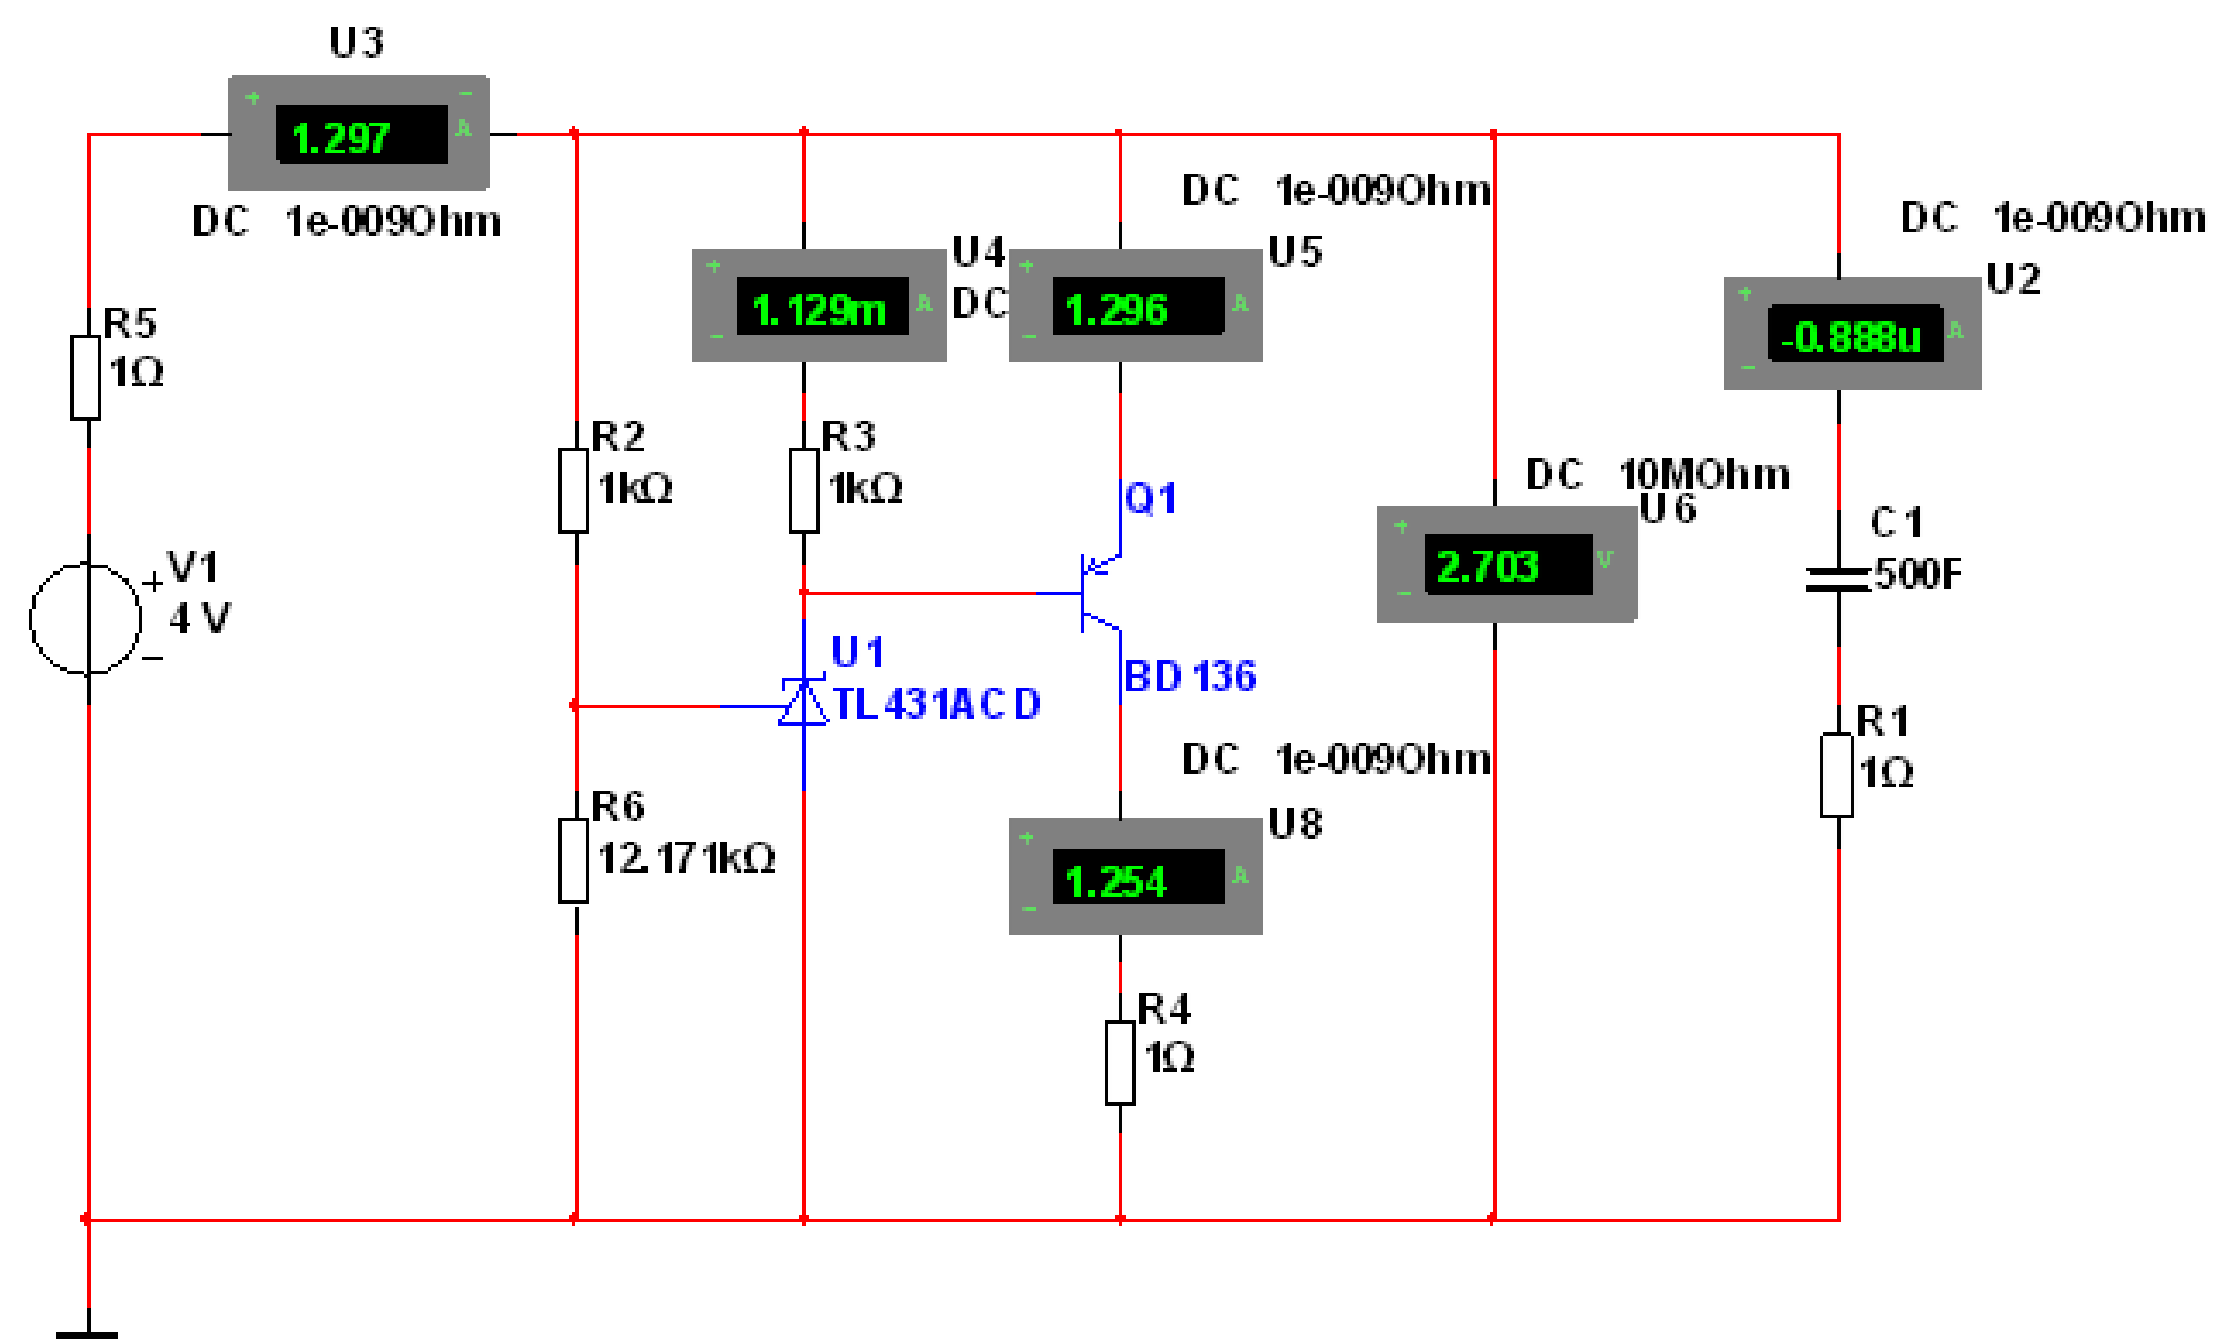 U3
+ -
1.297 A
DC 1e-009Ohm
DC 1e-009Ohm
DC 1e-009Ohm
U4
DC
+
1.129m A
-
U5
+
1.296 A
-
U2
+
-0.888u A
-
R5
1Ω
R2
1kΩ
R3
1kΩ
Q1
DC 10MOhm
U6
+
2.703 V
-
C1
500F
V1
+
4 V
-
U1
TL431ACD
BD136
R1
1Ω
DC 1e-009Ohm
U8
+
1.254 A
-
R6
12.171kΩ
R4
1Ω